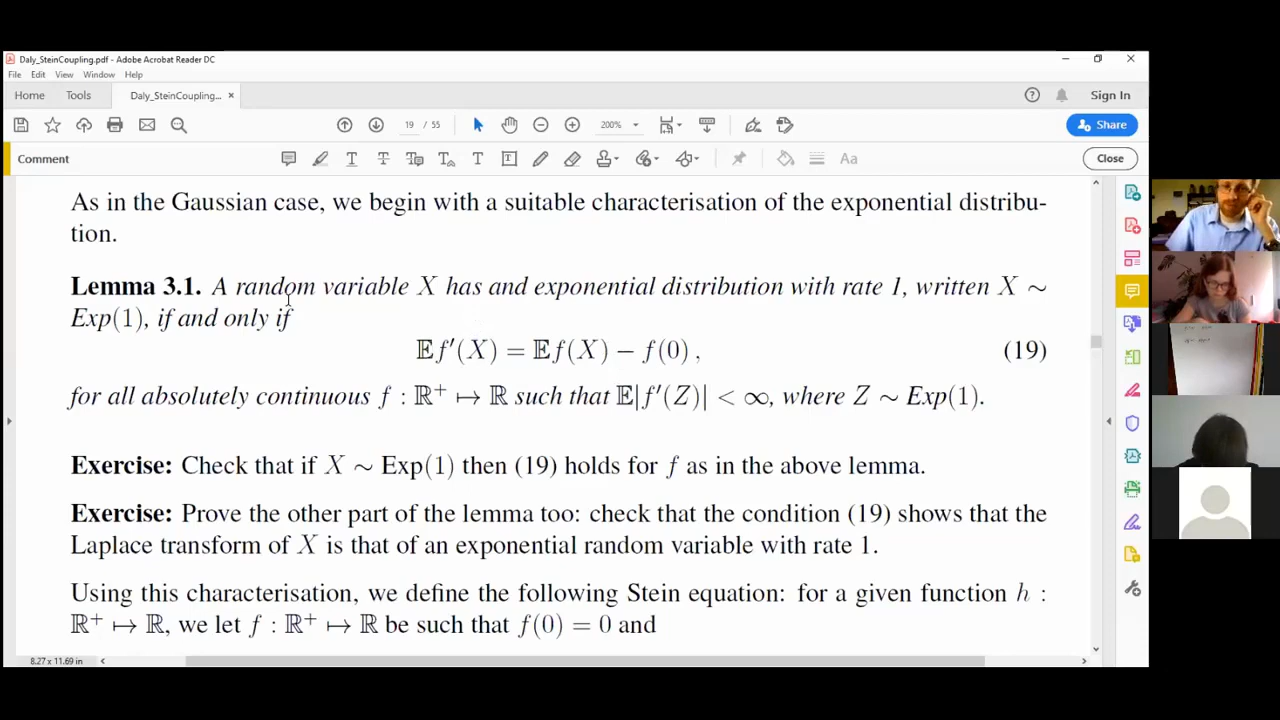 Daly_SteinCoupling.pdf - Adobe Acrobat Reader DC
File Edit View Window Help
Home Tools Daly_SteinCoupling... × Sign In
19 / 55 200% Share
Comment Aa Close
As in the Gaussian case, we begin with a suitable characterisation of the exponential distribu-
tion.
Lemma 3.1. A random variable X has and exponential distribution with rate 1, written X ∼
Exp(1), if and only if
𝔼f′(X) = 𝔼f(X) − f(0) , (19)
for all absolutely continuous f : ℝ⁺ ↦ ℝ such that 𝔼|f′(Z)| < ∞, where Z ∼ Exp(1).
Exercise: Check that if X ∼ Exp(1) then (19) holds for f as in the above lemma.
Exercise: Prove the other part of the lemma too: check that the condition (19) shows that the
Laplace transform of X is that of an exponential random variable with rate 1.
Using this characterisation, we define the following Stein equation: for a given function h :
ℝ⁺ ↦ ℝ, we let f : ℝ⁺ ↦ ℝ be such that f(0) = 0 and
8.27 x 11.69 in